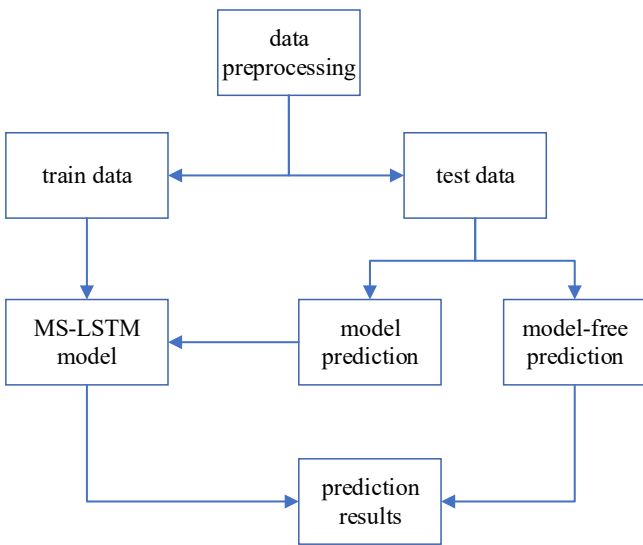 data
preprocessing
train data
test data
MS-LSTM
model
model
prediction
model-free
prediction
prediction
results